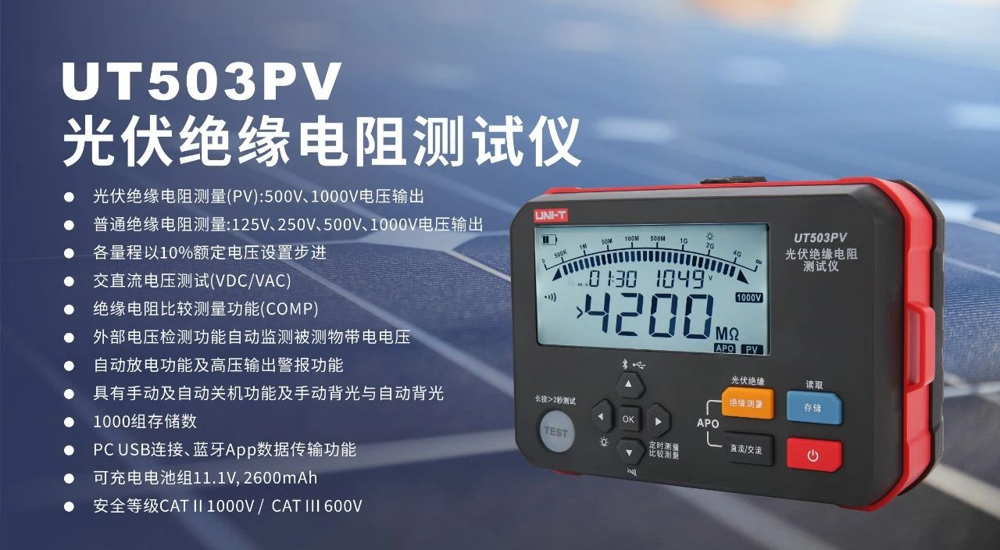 UT503PV
光伏绝缘电阻测试仪
光伏绝缘电阻测量(PV):500V、1000V电压输出
普通绝缘电阻测量:125V、250V、500V、1000V电压输出
各量程以10%额定电压设置步进
交直流电压测试(VDC/VAC)
绝缘电阻比较测量功能(COMP)
外部电压检测功能自动监测被测物带电电压
自动放电功能及高压输出警报功能
具有手动及自动关机功能及手动背光与自动背光
1000组存储数
PC USB连接、蓝牙App数据传输功能
可充电电池组11.1V, 2600mAh
安全等级CAT II 1000V / CAT III 600V
UNI-T
0 500K 1M 50M 100M 500M 1G 2G 4G ∞
m:s 01:30 1049 V
1000V
>4200 MΩ
APO PV
UT503PV
光伏绝缘电阻
测试仪
长按>2秒测试
TEST
OK
定时测量
比较测量
光伏绝缘
绝缘测量
读取
存储
APO
直流/交流